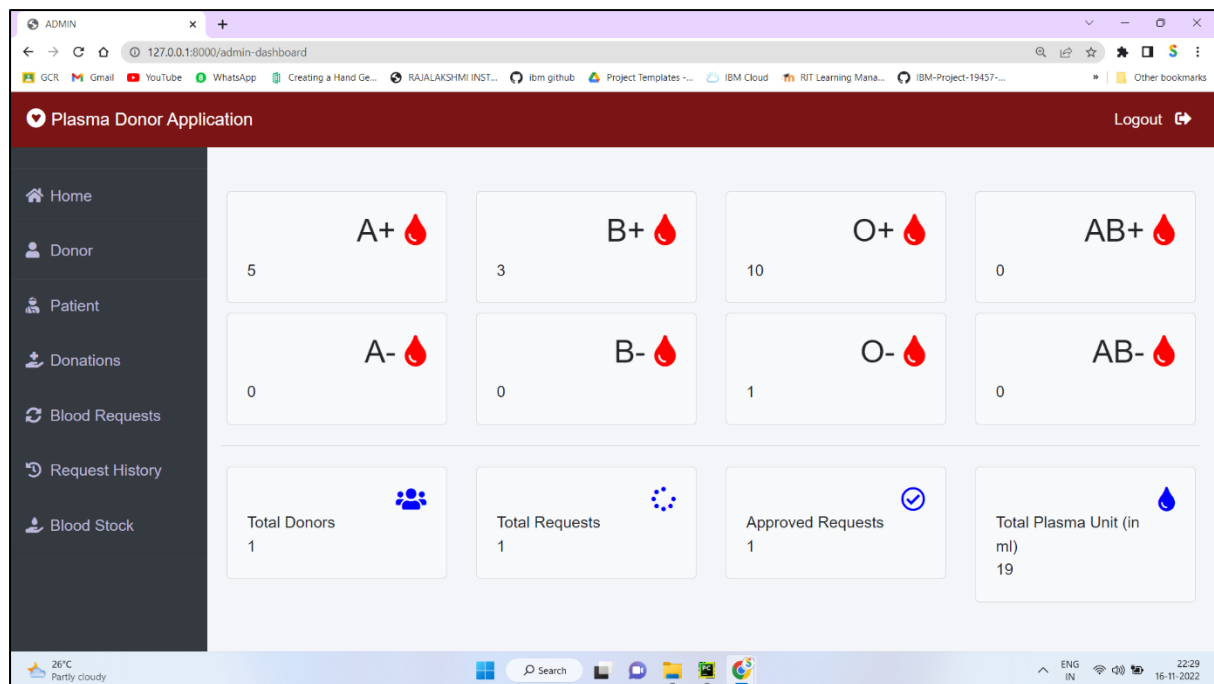 ADMIN
127.0.0.1:8000/admin-dashboard
GCR
Gmail
YouTube
WhatsApp
Creating a Hand Ge...
RAJALAKSHMI INST...
ibm github
Project Templates -...
IBM Cloud
RIT Learning Mana...
IBM-Project-19457-...
»
Other bookmarks
Plasma Donor Application
Logout
Home
Donor
Patient
Donations
Blood Requests
Request History
Blood Stock
A+
5
B+
3
O+
10
AB+
0
A-
0
B-
0
O-
1
AB-
0
Total Donors
1
Total Requests
1
Approved Requests
1
Total Plasma Unit (in
ml)
19
26°C
Partly cloudy
Search
PC
S
ENG
IN
22:29
16-11-2022